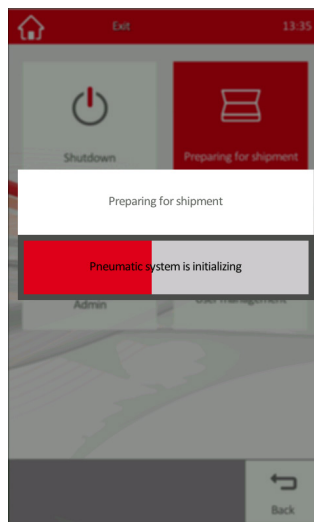 Exit 13:35
Shutdown Preparing for shipment
Preparing for shipment
Pneumatic system is initializing
Admin User management
Back